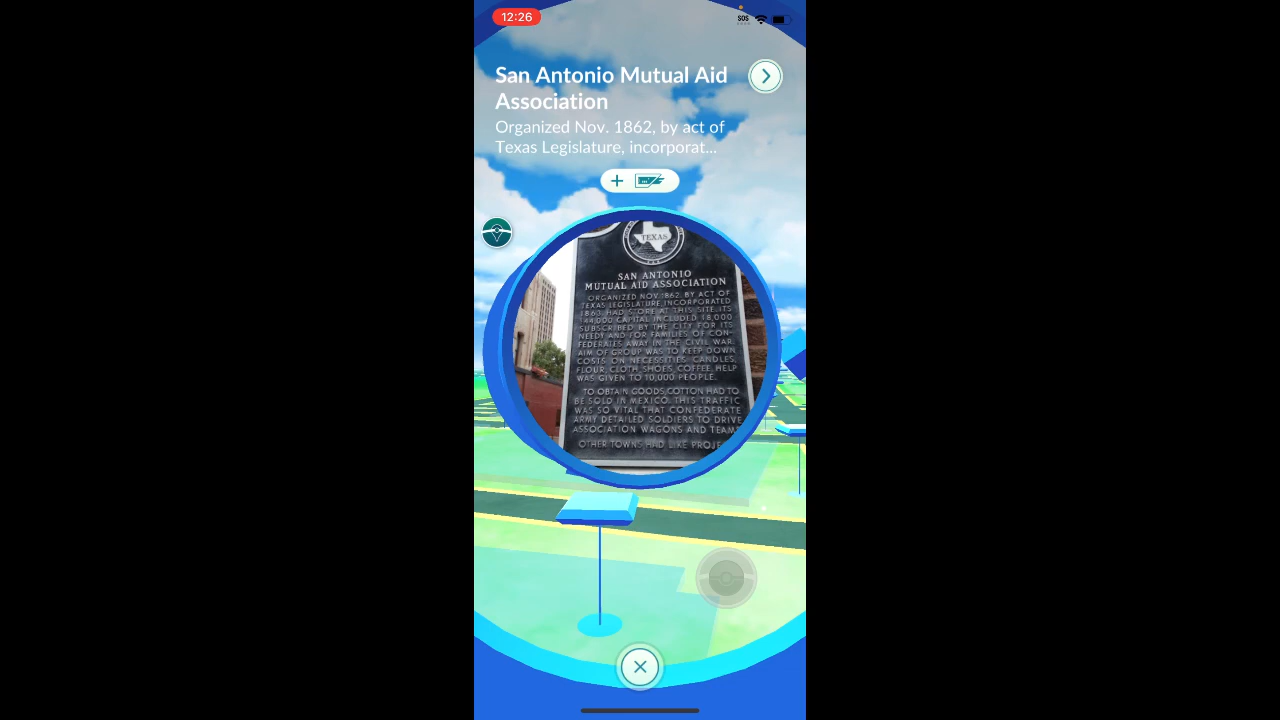 12:26
SOS
San Antonio Mutual Aid
Association
Organized Nov. 1862, by act of
Texas Legislature, incorporat...
TEXAS
SAN ANTONIO
MUTUAL AID ASSOCIATION
ORGANIZED NOV. 1862, BY ACT OF
TEXAS LEGISLATURE, INCORPORATED
1863. HAD STORE AT THIS SITE. ITS
144,000 CAPITAL INCLUDED 18,000
SUBSCRIBED BY THE CITY FOR ITS
NEEDY AND FOR FAMILIES OF CON-
FEDERATES AWAY IN THE CIVIL WAR.
AIM OF GROUP WAS TO KEEP DOWN
COSTS ON NECESSITIES. CANDLES,
FLOUR, CLOTH, SHOES, COFFEE. HELP
WAS GIVEN TO 10,000 PEOPLE.
TO OBTAIN GOODS, COTTON HAD TO
BE SOLD IN MEXICO. THIS TRAFFIC
WAS SO VITAL THAT CONFEDERATE
ARMY DETAILED SOLDIERS TO DRIVE
ASSOCIATION WAGONS AND TEAM
OTHER TOWNS HAD LIKE PROJE